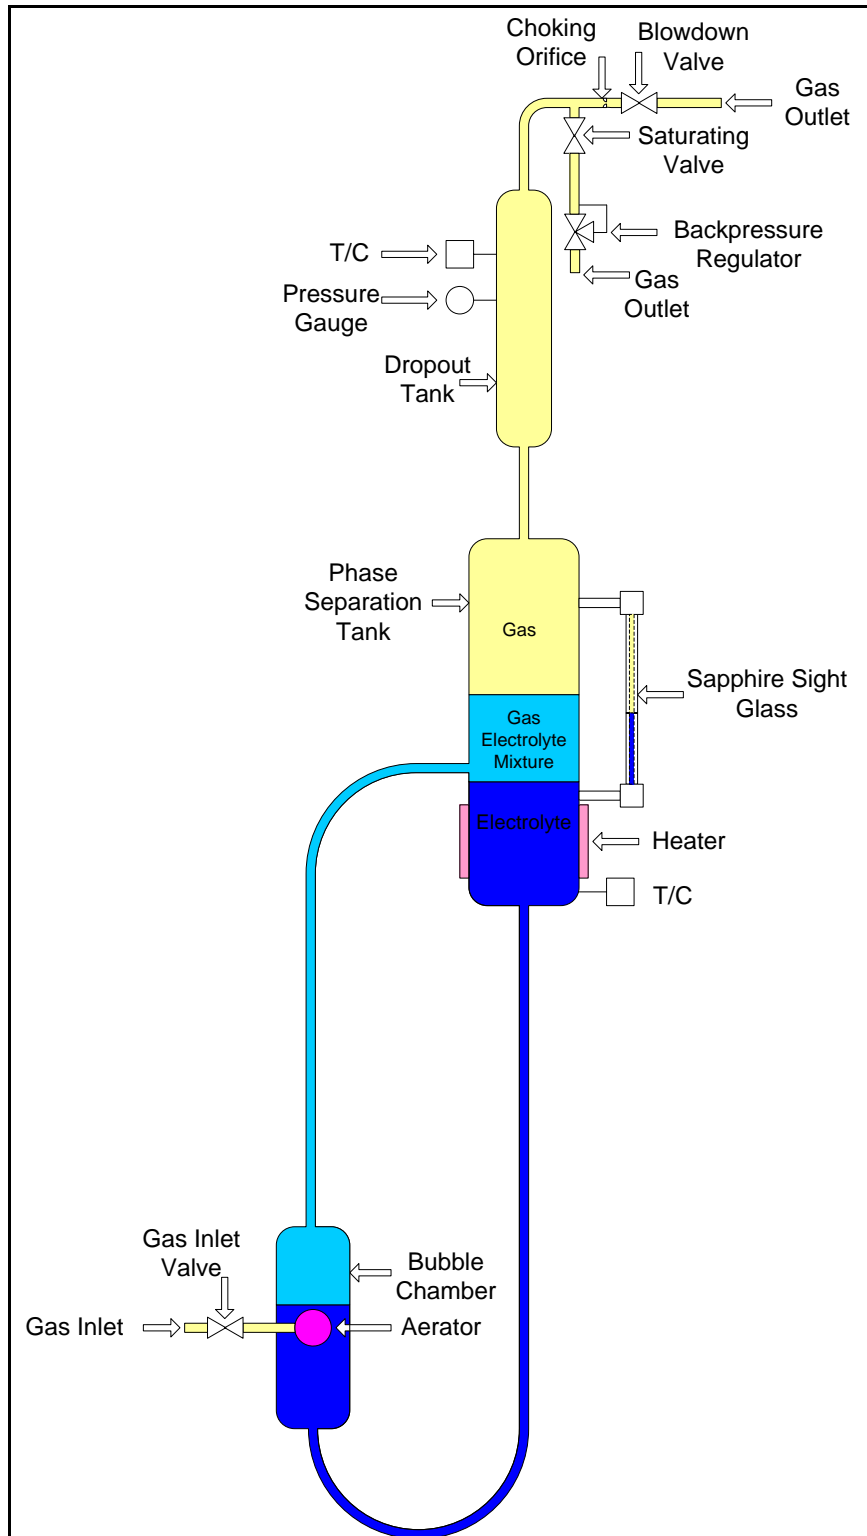 Choking
Orifice
Blowdown
Valve
Gas
Outlet
Saturating
Valve
T/C
Backpressure
Regulator
Pressure
Gauge
Gas
Outlet
Dropout
Tank
Phase
Separation
Tank
Gas
Sapphire Sight
Glass
Gas
Electrolyte
Mixture
Electrolyte
Heater
T/C
Gas Inlet
Valve
Bubble
Chamber
Gas Inlet
Aerator